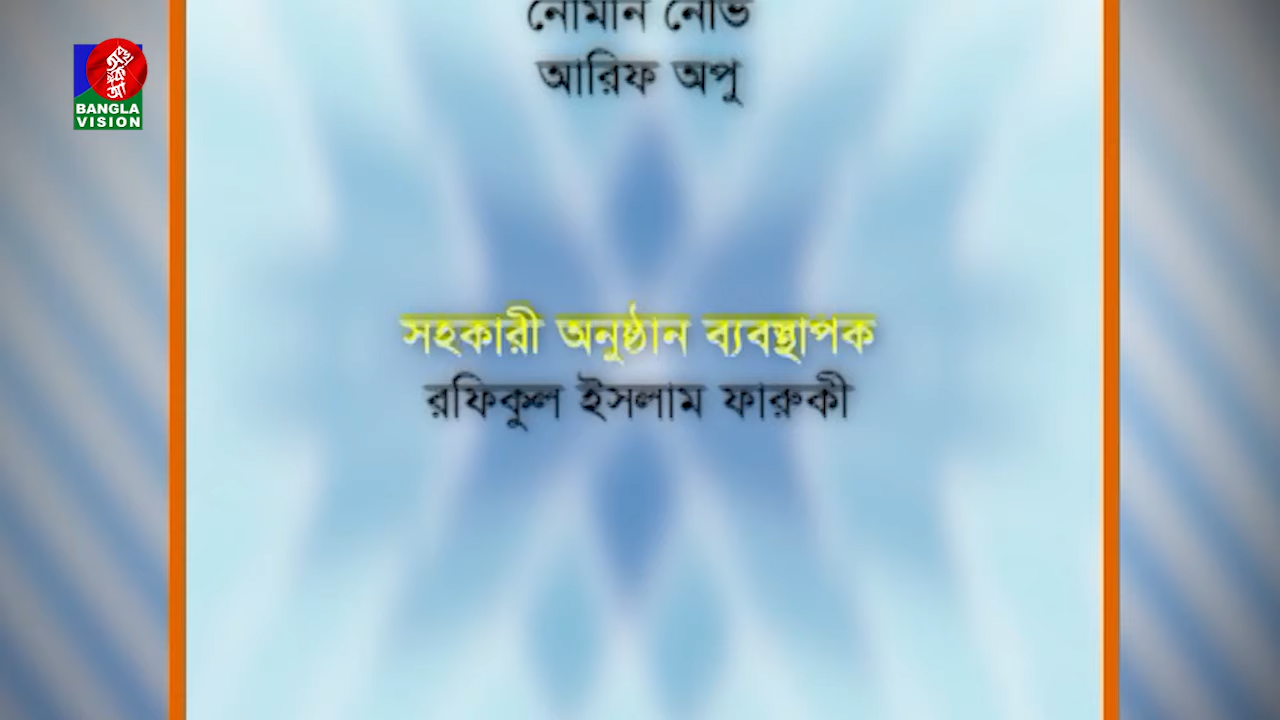 নোমান নোভ
আরিফ অপু
BANGLA
VISION
সহকারী অনুষ্ঠান ব্যবস্থাপক
রফিকুল ইসলাম ফারুকী